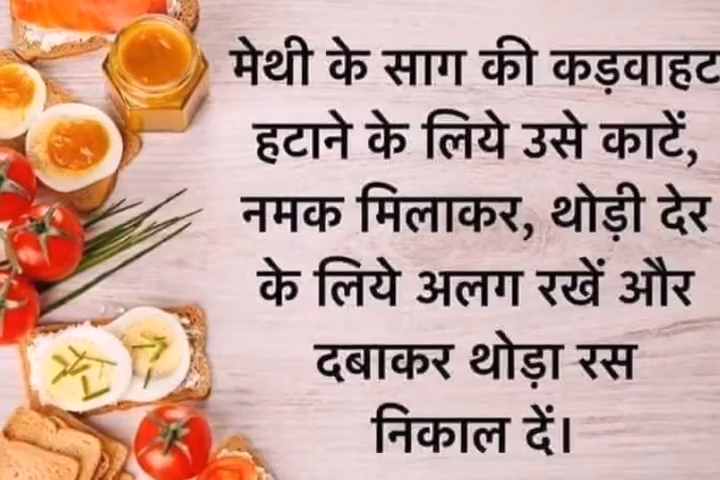 मेथी के साग की कड़वाहट
हटाने के लिये उसे काटें,
नमक मिलाकर, थोड़ी देर
के लिये अलग रखें और
दबाकर थोड़ा रस
निकाल दें।